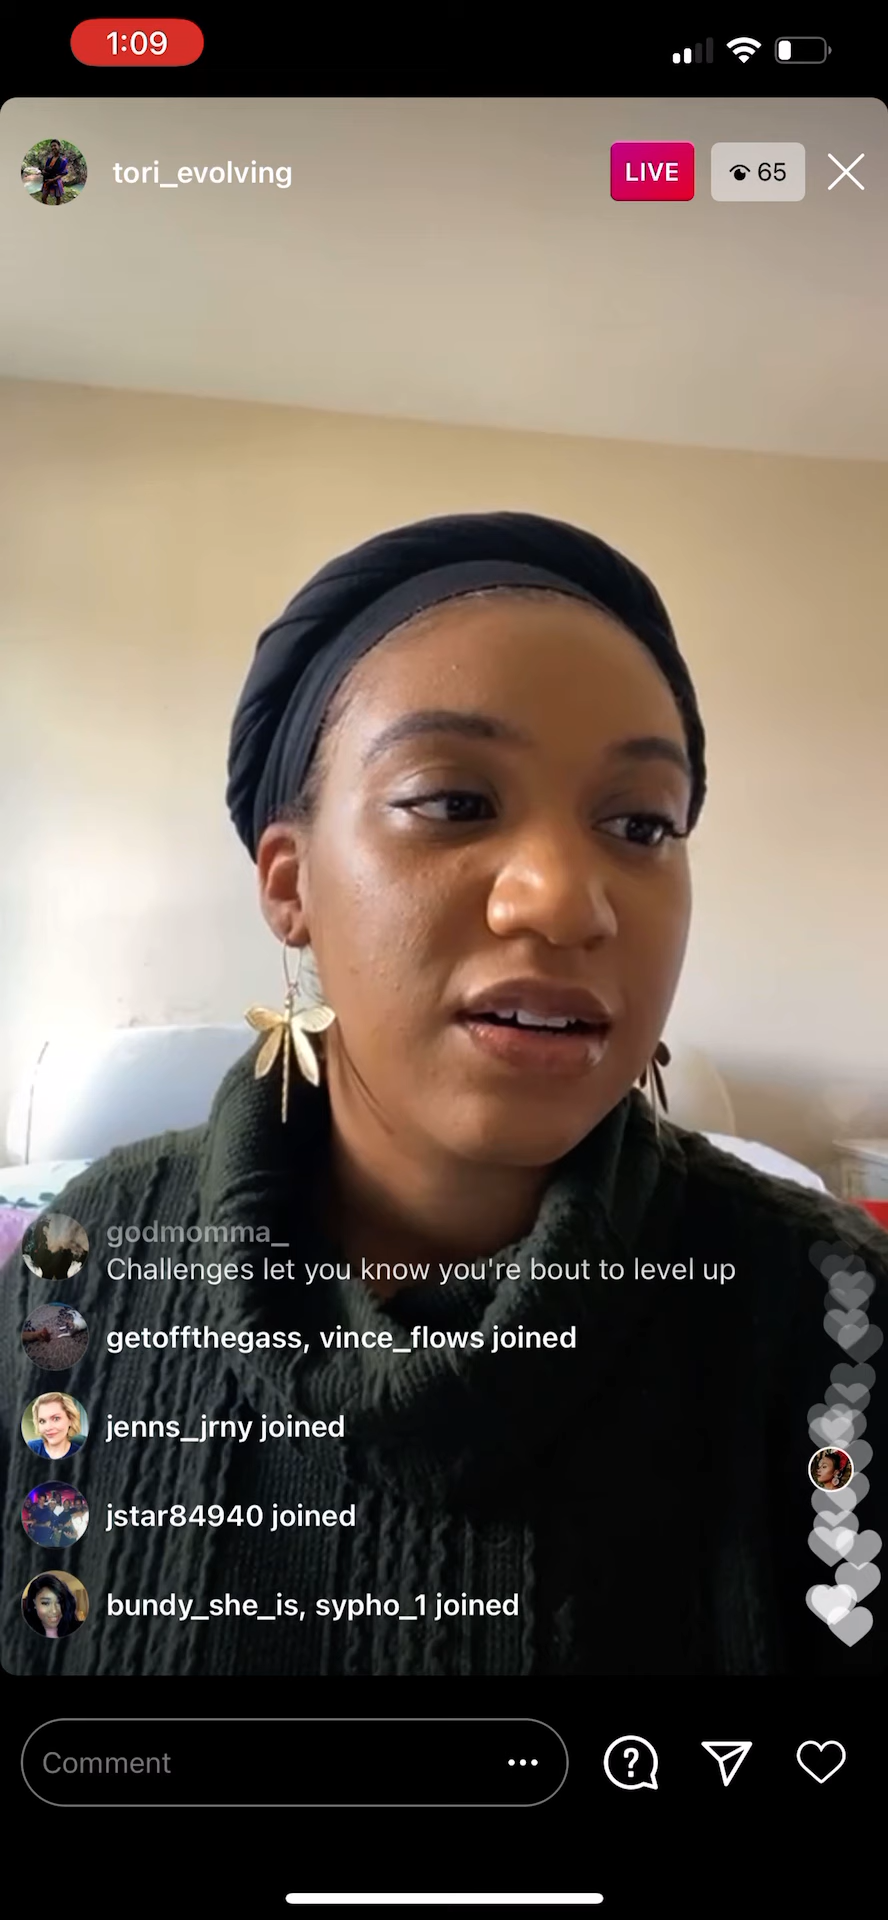 1:09
tori_evolving
LIVE
65
godmomma_
Challenges let you know you're bout to level up
getoffthegass, vince_flows joined
jenns_jrny joined
jstar84940 joined
bundy_she_is, sypho_1 joined
Comment